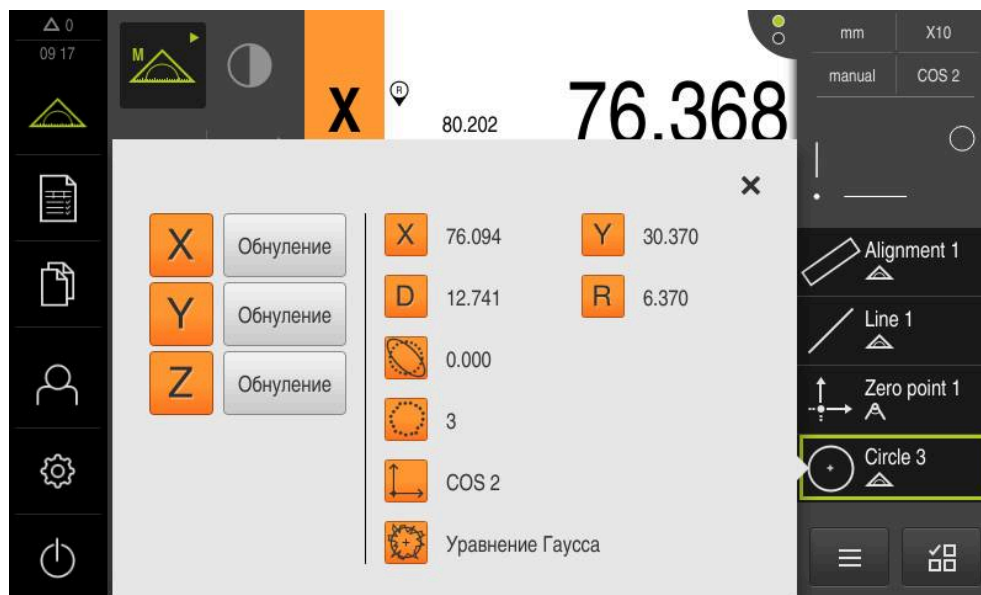 0
09 17
M
X
R
80.202
76.368
mm
X10
manual
COS 2
X Обнуление
Y Обнуление
Z Обнуление
X 76.094
Y 30.370
D 12.741
R 6.370
0.000
3
COS 2
Уравнение Гаусса
Alignment 1
Line 1
Zero point 1
Circle 3